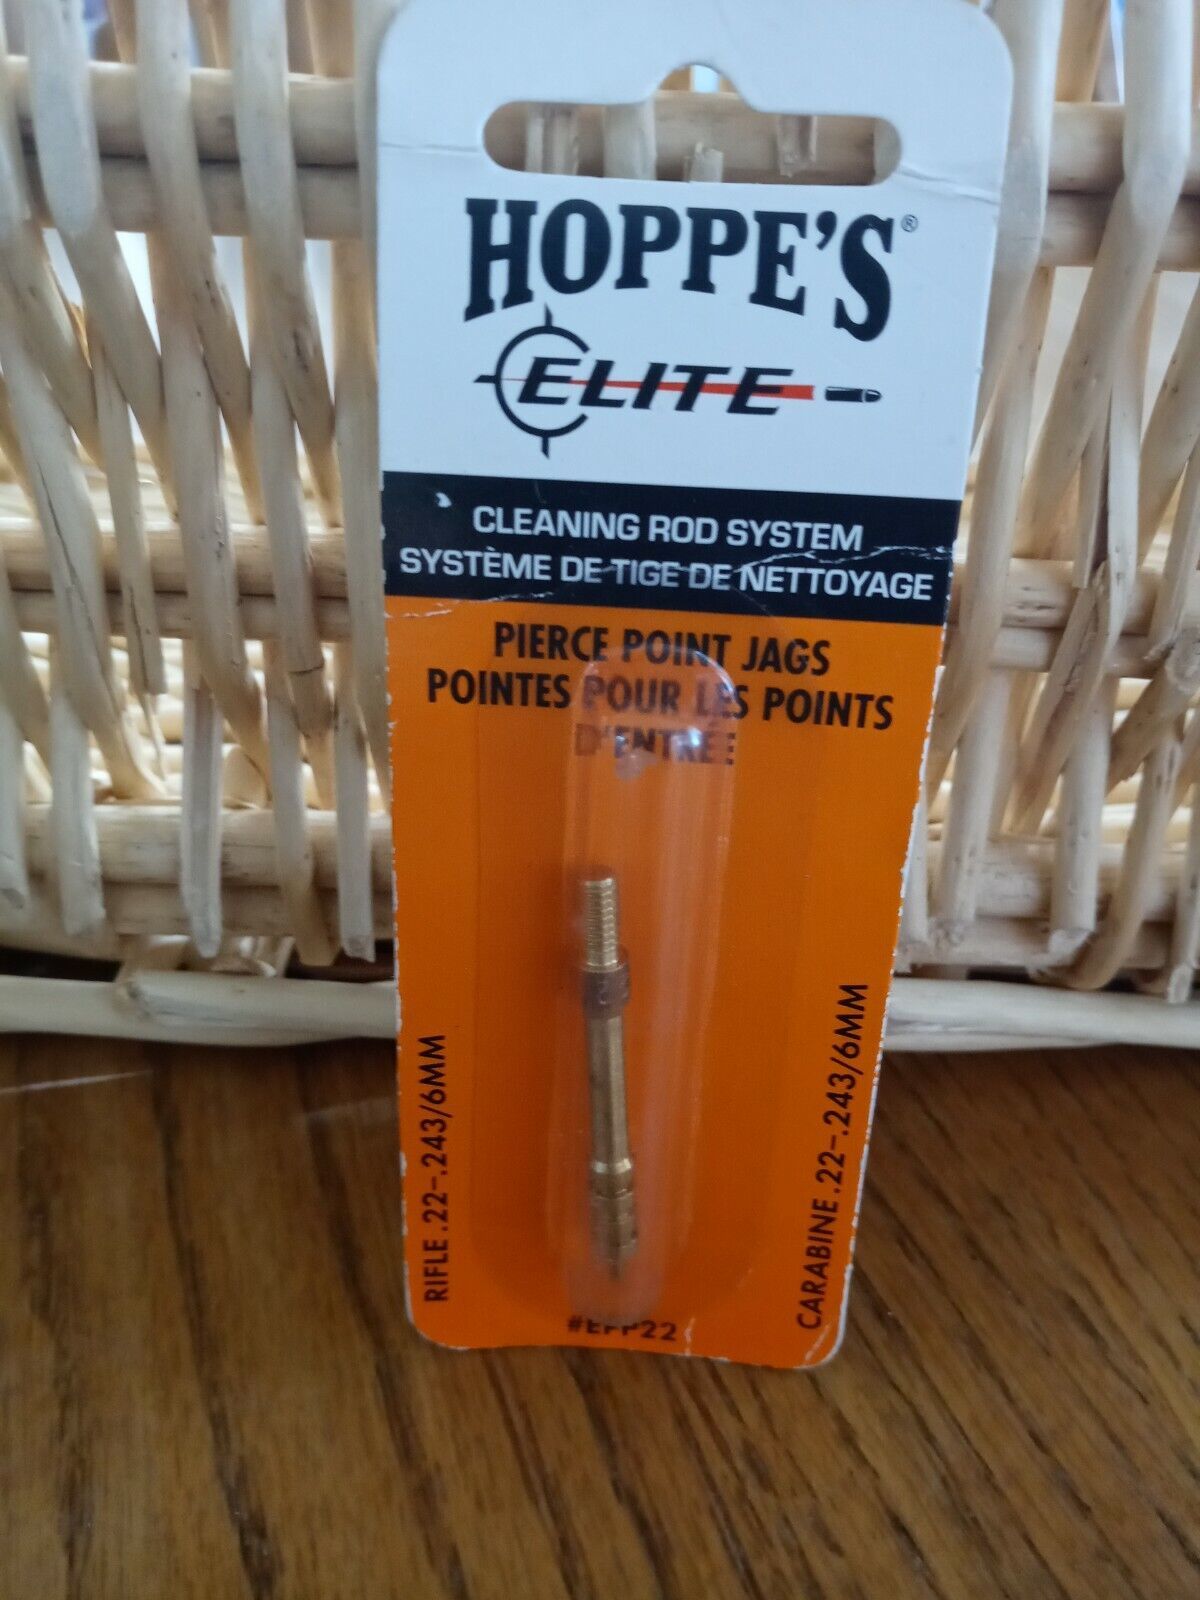 HOPPE'S®
ELITE
CLEANING ROD SYSTEM
SYSTÈME DE TIGE DE NETTOYAGE
PIERCE POINT JAGS
POINTES POUR LES POINTS
D'ENTRÉE
RIFLE .22–.243/6MM
CARABINE .22–.243/6MM
#EPP22